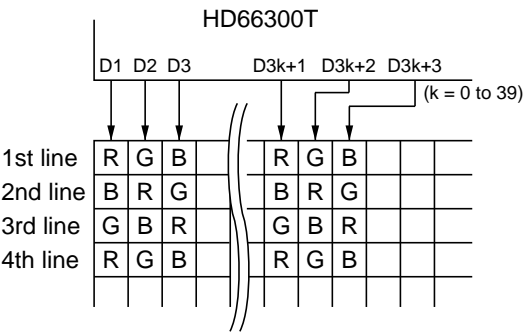 HD66300T
D1 D2 D3 D3k+1 D3k+2 D3k+3
(k = 0 to 39)
1st line R G B R G B
2nd line B R G B R G
3rd line G B R G B R
4th line R G B R G B